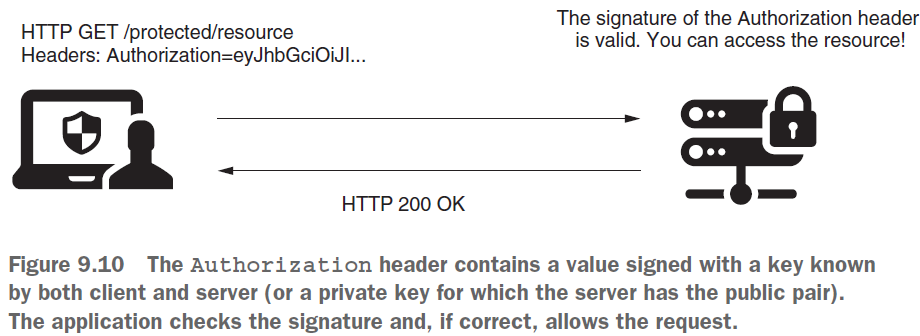 HTTP GET /protected/resource
Headers: Authorization=eyJhbGciOiJI...
The signature of the Authorization header
is valid. You can access the resource!
HTTP 200 OK
Figure 9.10 The Authorization header contains a value signed with a key known
by both client and server (or a private key for which the server has the public pair).
The application checks the signature and, if correct, allows the request.